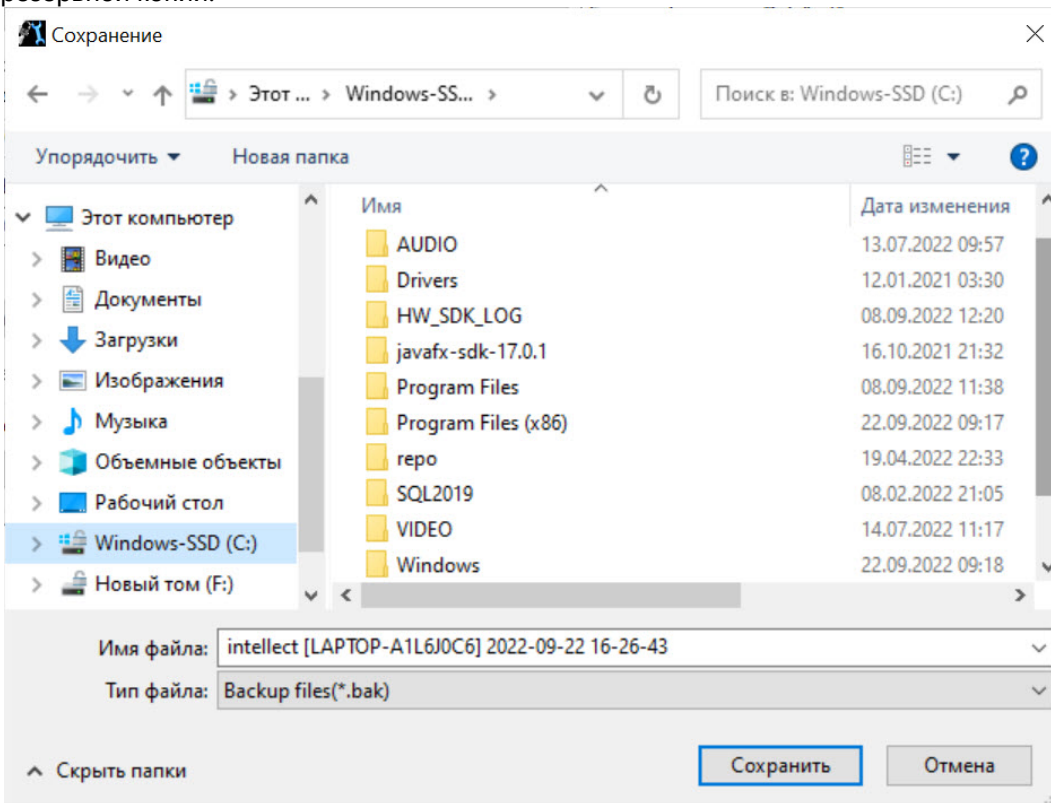 резервной копии.
Сохранение
Этот ... › Windows-SS... ›
Поиск в: Windows-SSD (C:)
Упорядочить
Новая папка
Этот компьютер
Видео
Документы
Загрузки
Изображения
Музыка
Объемные объекты
Рабочий стол
Windows-SSD (C:)
Новый том (F:)
Имя Дата изменения
AUDIO 13.07.2022 09:57
Drivers 12.01.2021 03:30
HW_SDK_LOG 08.09.2022 12:20
javafx-sdk-17.0.1 16.10.2021 21:32
Program Files 08.09.2022 11:38
Program Files (x86) 22.09.2022 09:17
repo 19.04.2022 22:33
SQL2019 08.02.2022 21:05
VIDEO 14.07.2022 11:17
Windows 22.09.2022 09:18
Имя файла: intellect [LAPTOP-A1L6J0C6] 2022-09-22 16-26-43
Тип файла: Backup files(*.bak)
Скрыть папки
Сохранить
Отмена